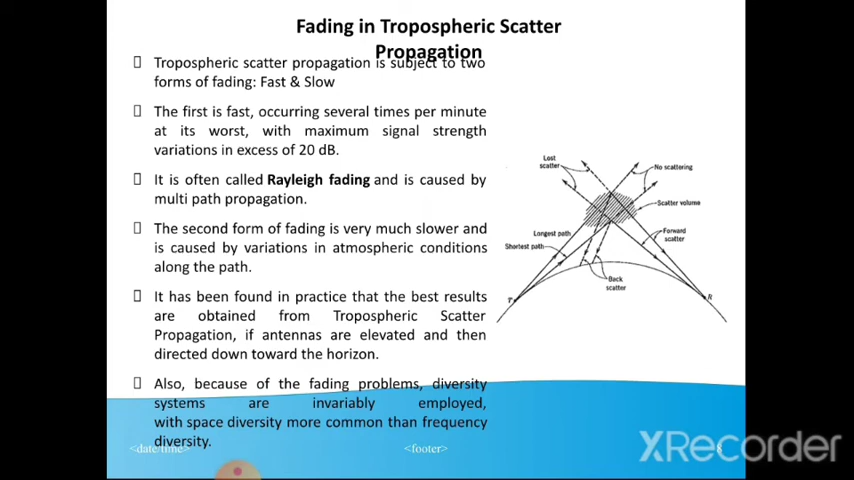 Fading in Tropospheric Scatter
Propagation
Tropospheric scatter propagation is subject to two
forms of fading: Fast & Slow
The first is fast, occurring several times per minute
at its worst, with maximum signal strength
variations in excess of 20 dB.
It is often called Rayleigh fading and is caused by
multi path propagation.
The second form of fading is very much slower and
is caused by variations in atmospheric conditions
along the path.
It has been found in practice that the best results
are obtained from Tropospheric Scatter
Propagation, if antennas are elevated and then
directed down toward the horizon.
Also, because of the fading problems, diversity
systems are invariably employed,
with space diversity more common than frequency
diversity.
Lost
scatter
No scattering
Scatter volume
Longest path
Shortest path
Forward
scatter
Back
scatter
T
R
<date/time>
<footer>
8
XRecorder